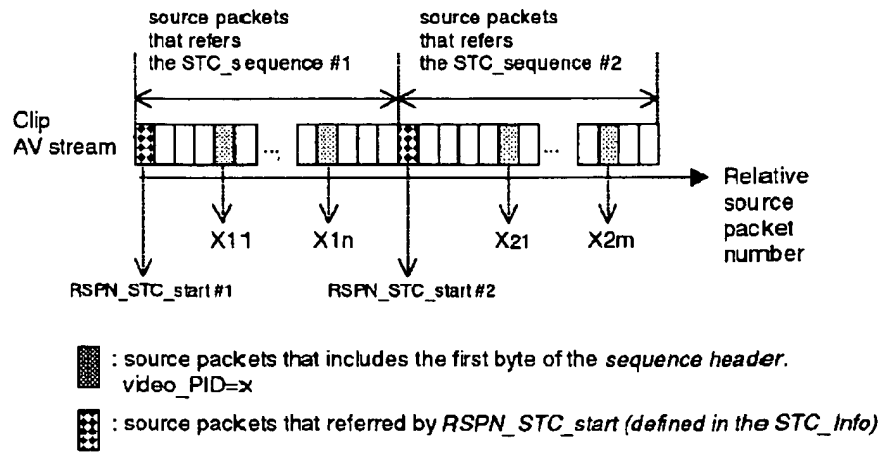 source packets
that refers
the STC_sequence #1
source packets
that refers
the STC_sequence #2
Clip
AV stream
...
...
Relative
source
packet
number
X11
X1n
X21
X2m
RSPN_STC_start #1
RSPN_STC_start #2
: source packets that includes the first byte of the sequence header.
video_PID=x
: source packets that referred by RSPN_STC_start (defined in the STC_Info)